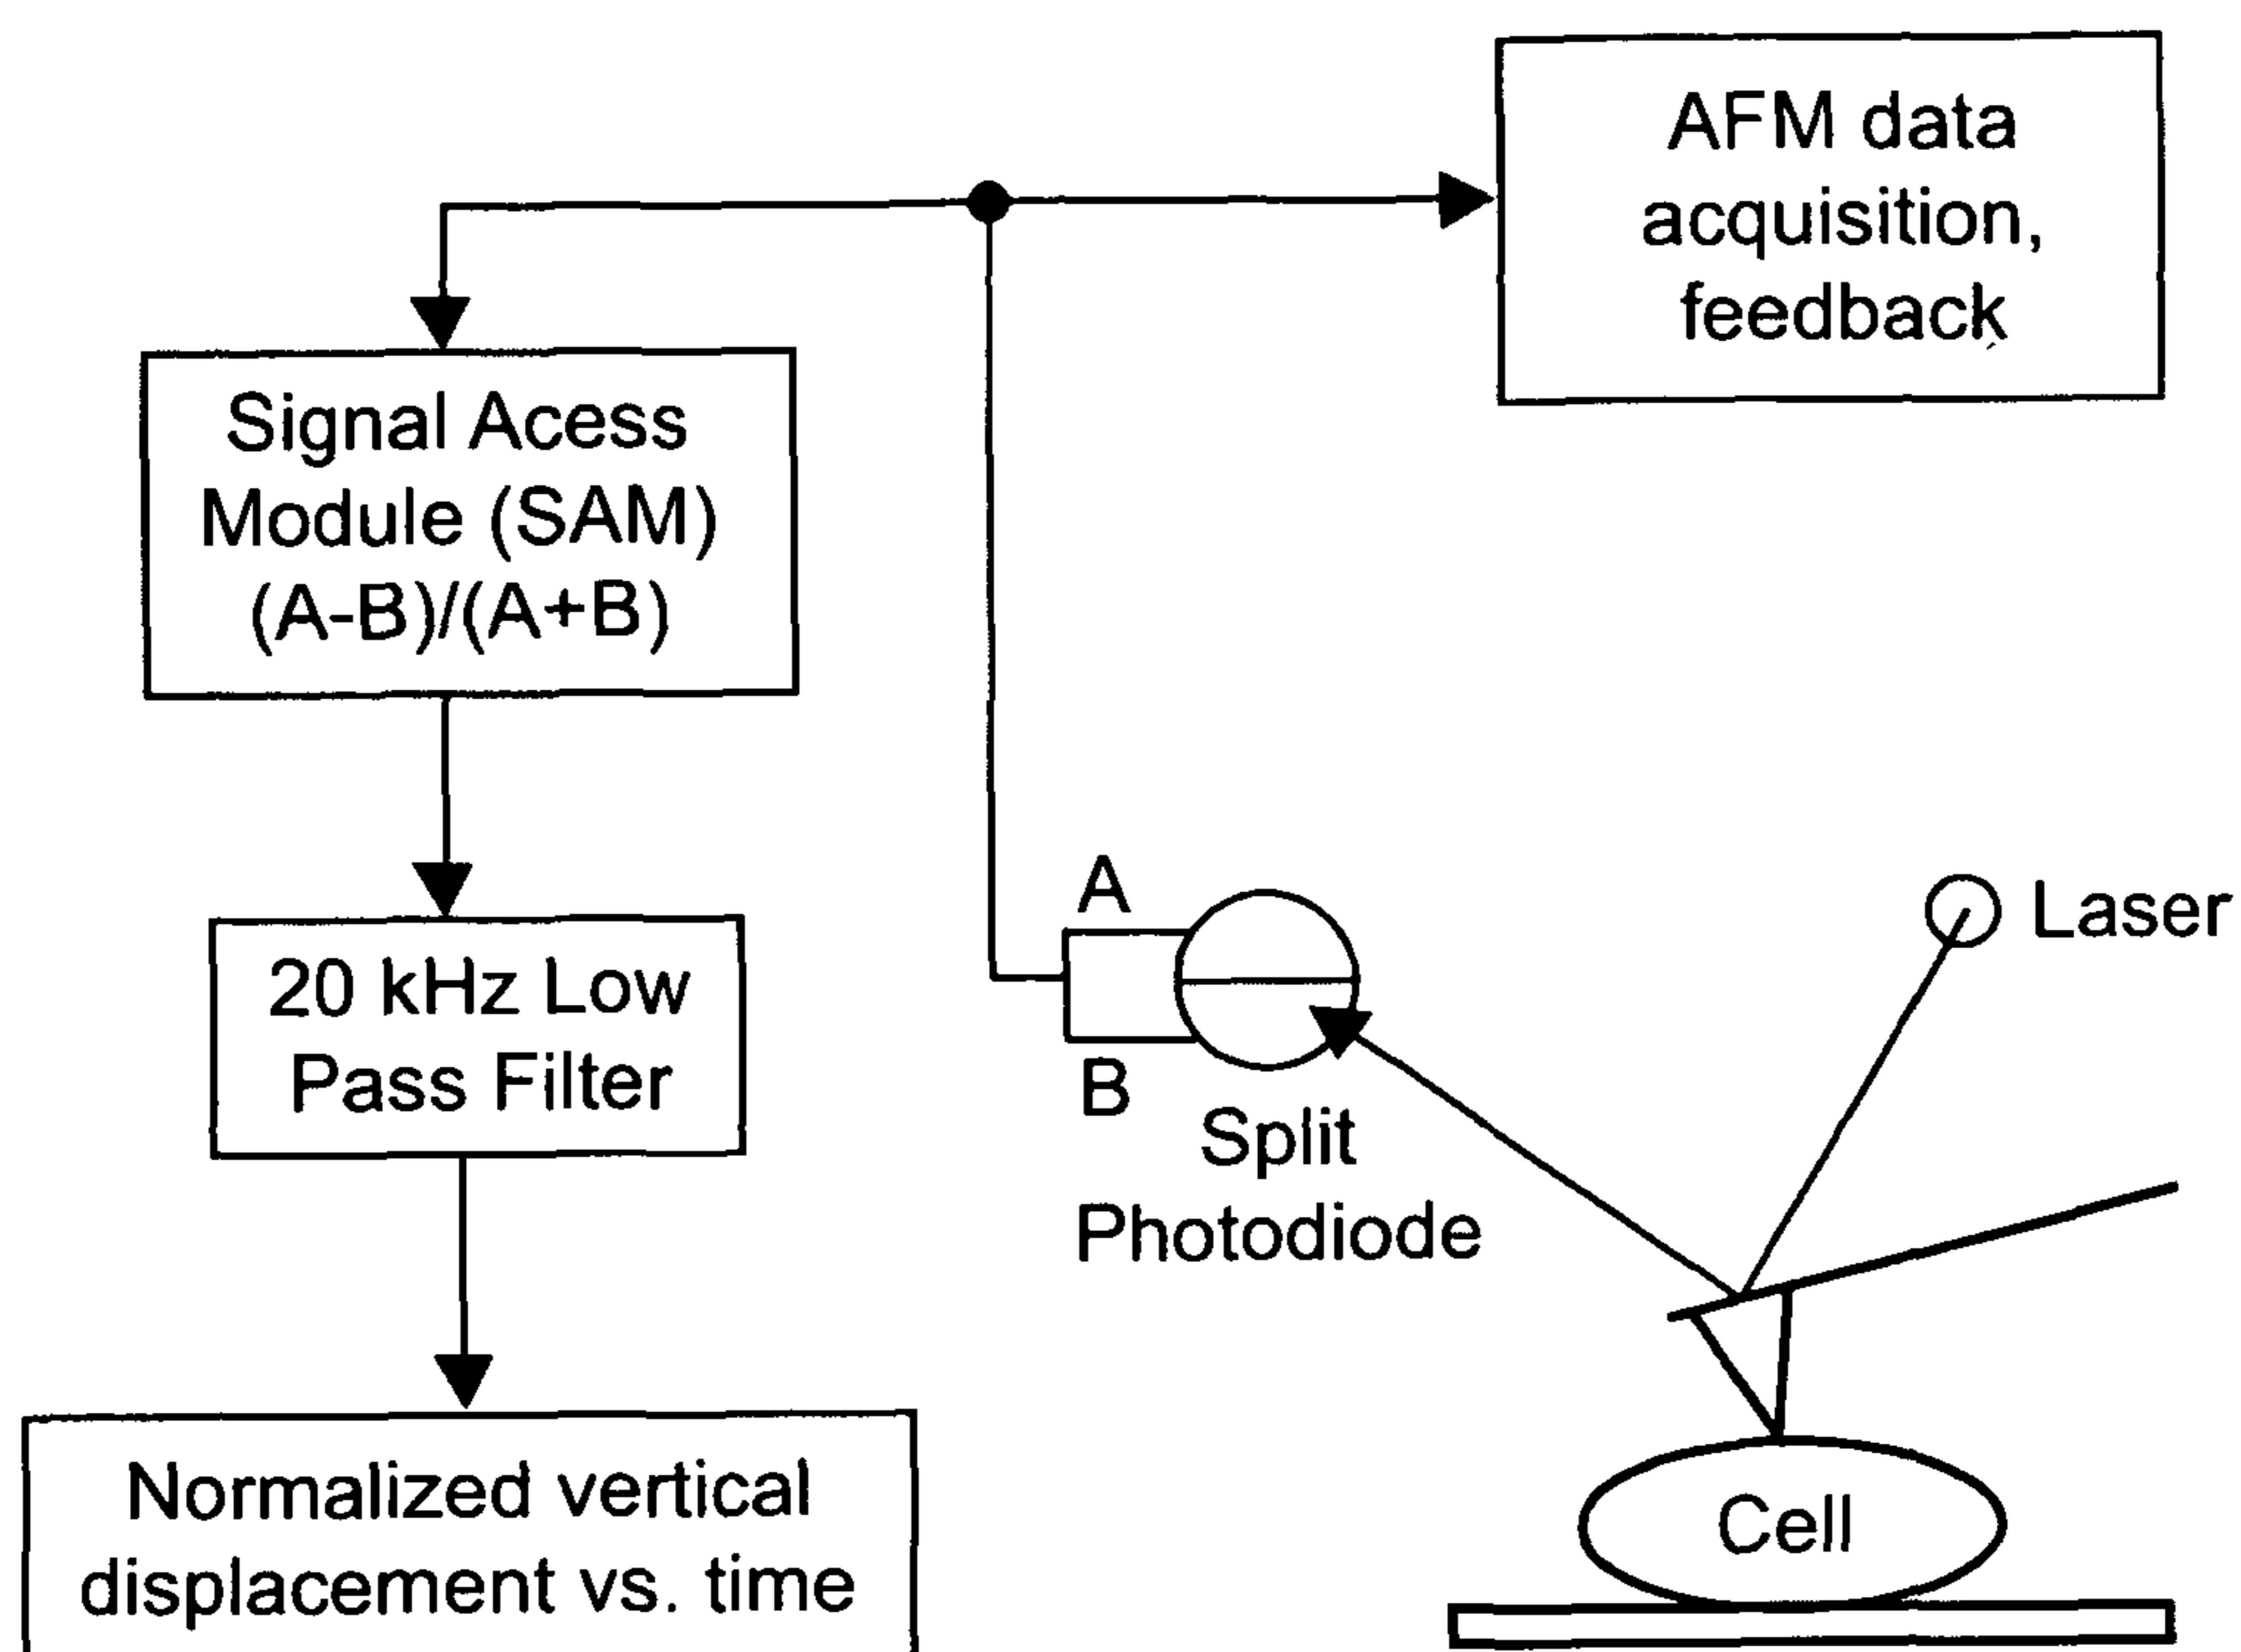 AFM data
acquisition,
feedback
Signal Acess
Module (SAM)
(A-B)/(A+B)
20 kHz Low
Pass Filter
Normalized vertical
displacement vs. time
A
B
Split
Photodiode
Laser
Cell